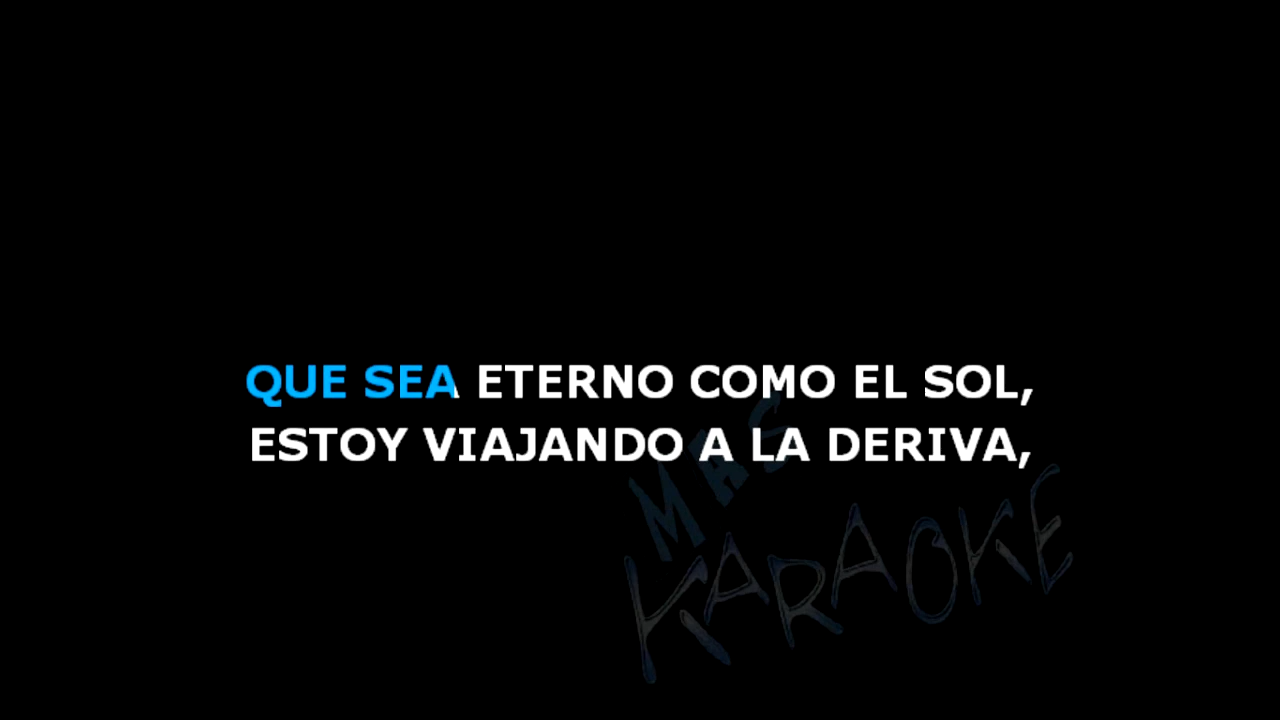 QUE SEA ETERNO COMO EL SOL,
ESTOY VIAJANDO A LA DERIVA,
MAS
KARAOKE